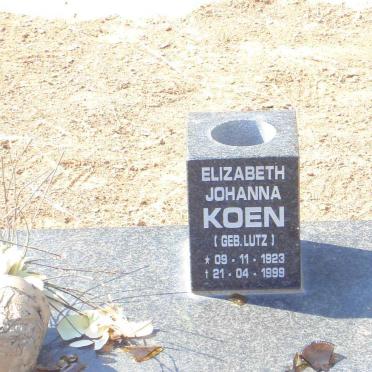 ELIZABETH
JOHANNA
KOEN
( GEB. LUTZ )
★ 09 - 11 - 1923
† 21 - 04 - 1999